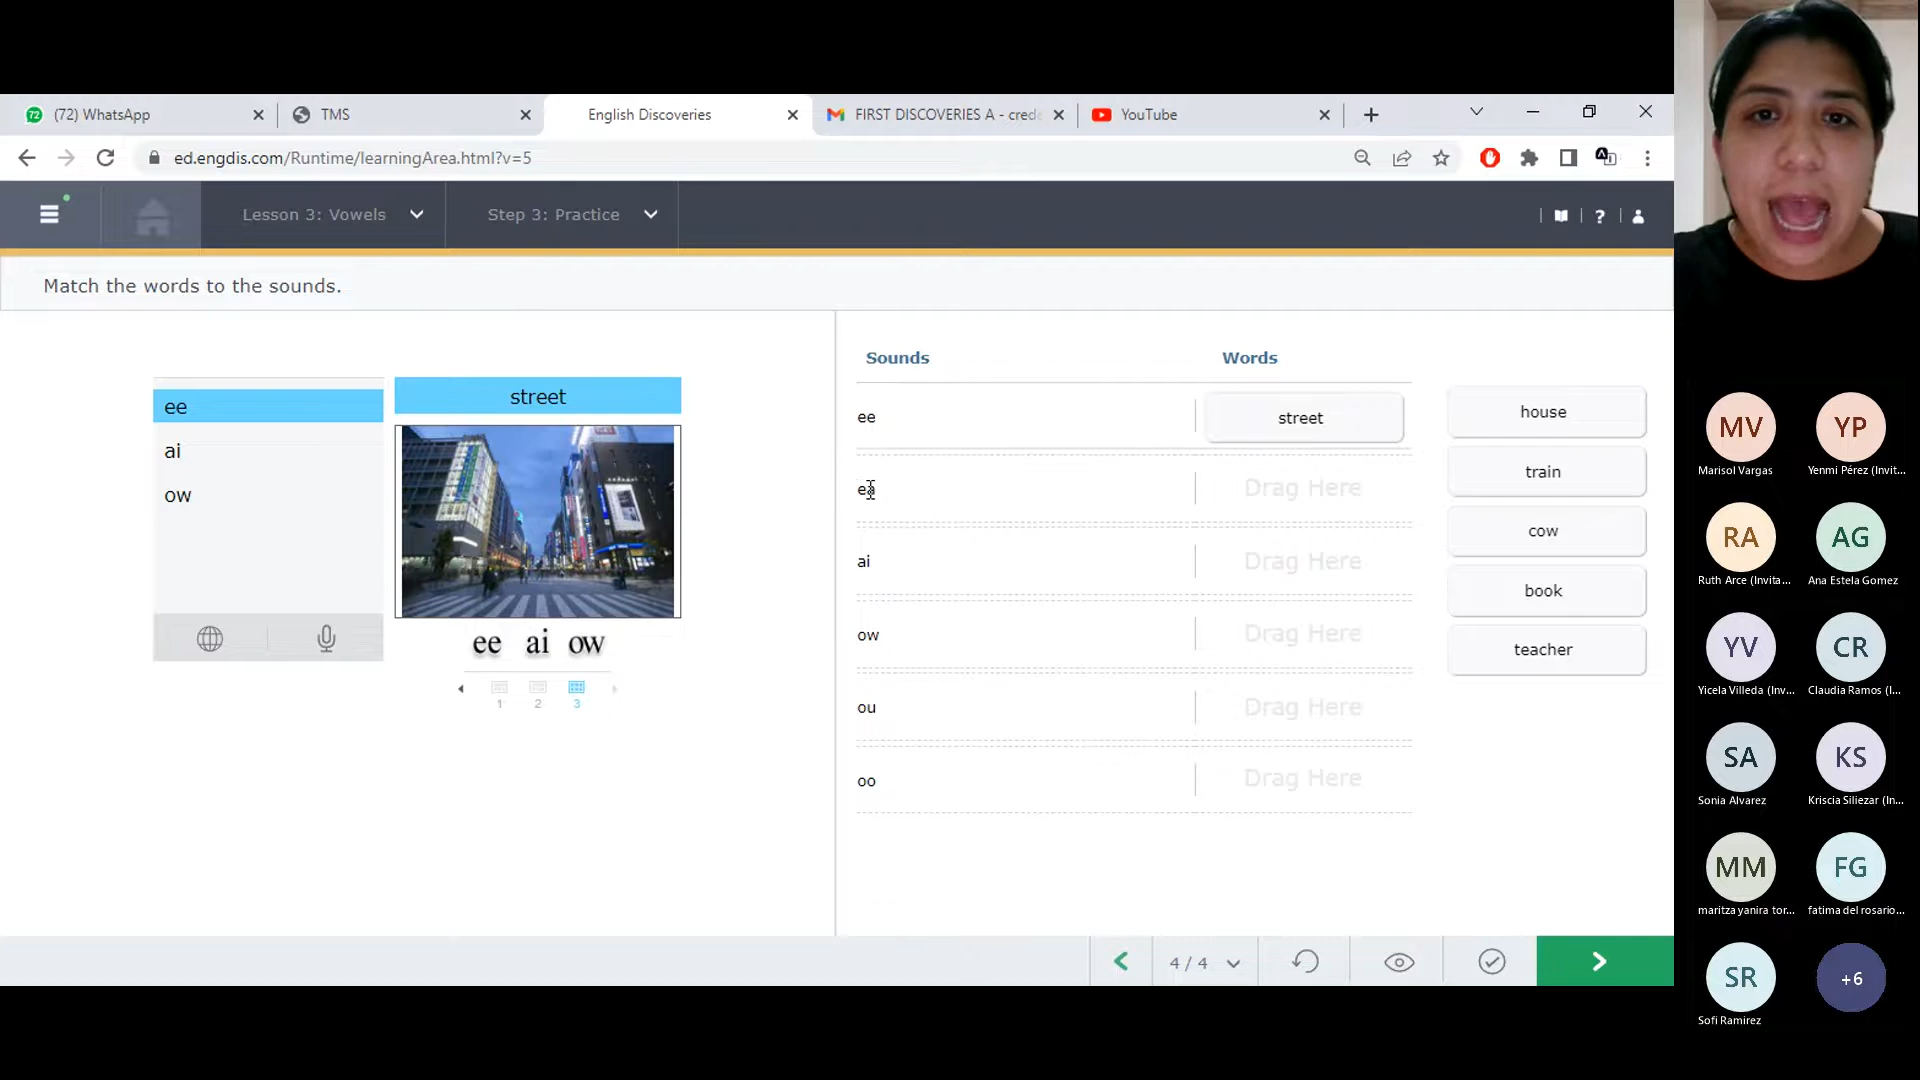 72 (72) WhatsApp
TMS
English Discoveries
FIRST DISCOVERIES A - crede
YouTube
ed.engdis.com/Runtime/learningArea.html?v=5
Lesson 3: Vowels
Step 3: Practice
?
Match the words to the sounds.
ee
ai
ow
street
ee ai ow
1 2 3
Sounds Words
ee street
ea Drag Here
ai Drag Here
ow Drag Here
ou Drag Here
oo Drag Here
house
train
cow
book
teacher
4 / 4
MV YP
Marisol Vargas Yenmi Pérez (Invit...
RA AG
Ruth Arce (Invita... Ana Estela Gomez
YV CR
Yicela Villeda (Inv... Claudia Ramos (I...
SA KS
Sonia Alvarez Kriscia Siliezar (In...
MM FG
maritza yanira tor... fatima del rosario...
SR +6
Sofi Ramirez